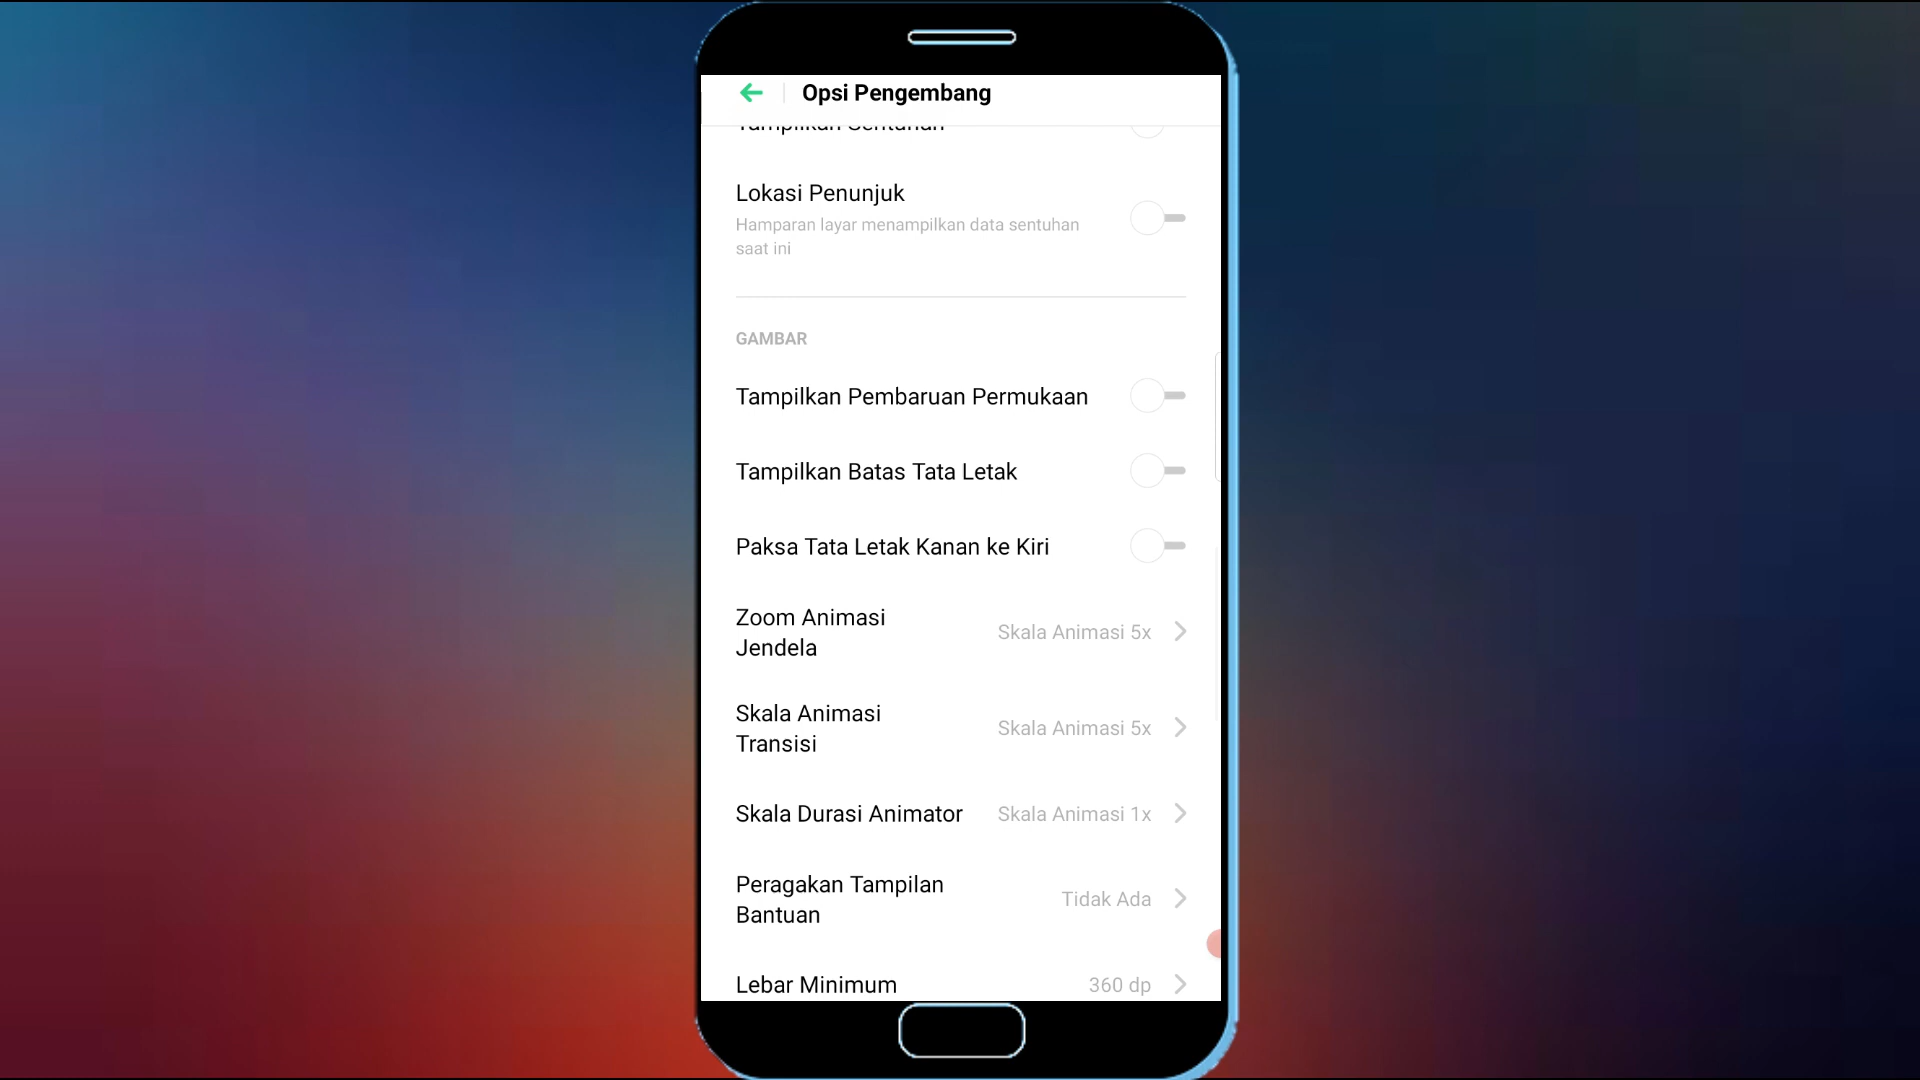 Opsi Pengembang
Tampilkan Sentuhan
Lokasi Penunjuk
Hamparan layar menampilkan data sentuhan
saat ini
GAMBAR
Tampilkan Pembaruan Permukaan
Tampilkan Batas Tata Letak
Paksa Tata Letak Kanan ke Kiri
Zoom Animasi
Jendela
Skala Animasi 5x
Skala Animasi
Transisi
Skala Animasi 5x
Skala Durasi Animator
Skala Animasi 1x
Peragakan Tampilan
Bantuan
Tidak Ada
Lebar Minimum
360 dp